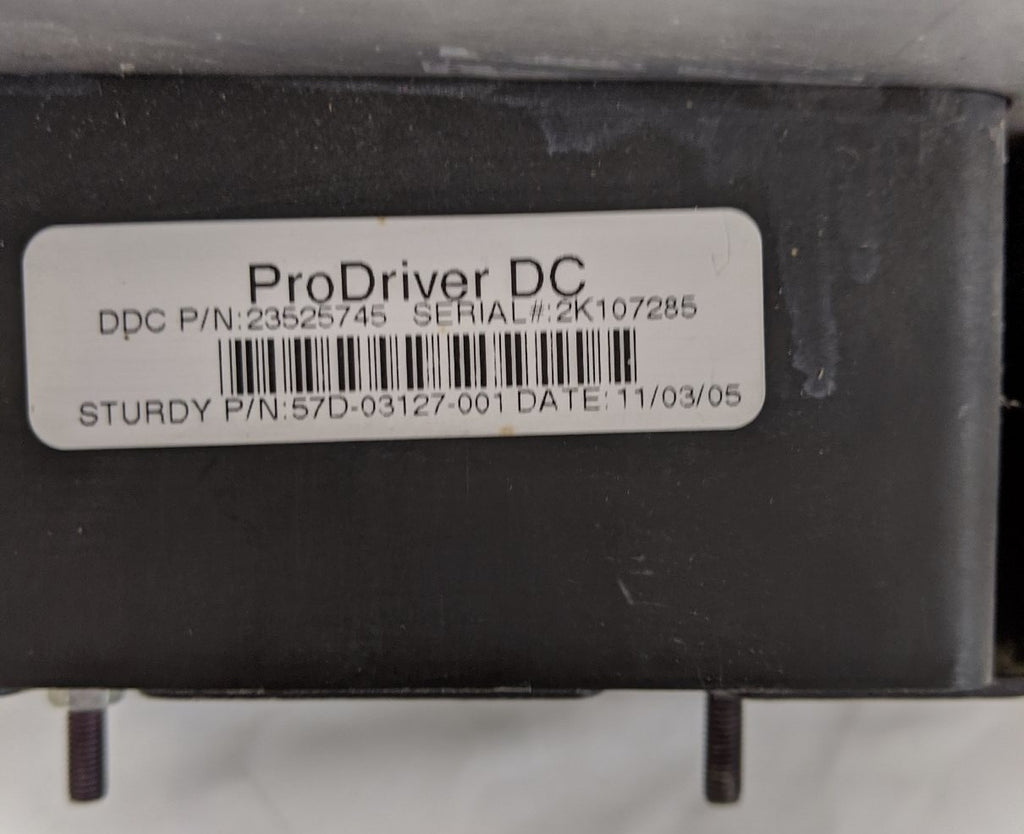 ProDriver DC
DDC P/N:23525745 SERIAL#:2K107285
STURDY P/N:57D-03127-001 DATE: 11/03/05